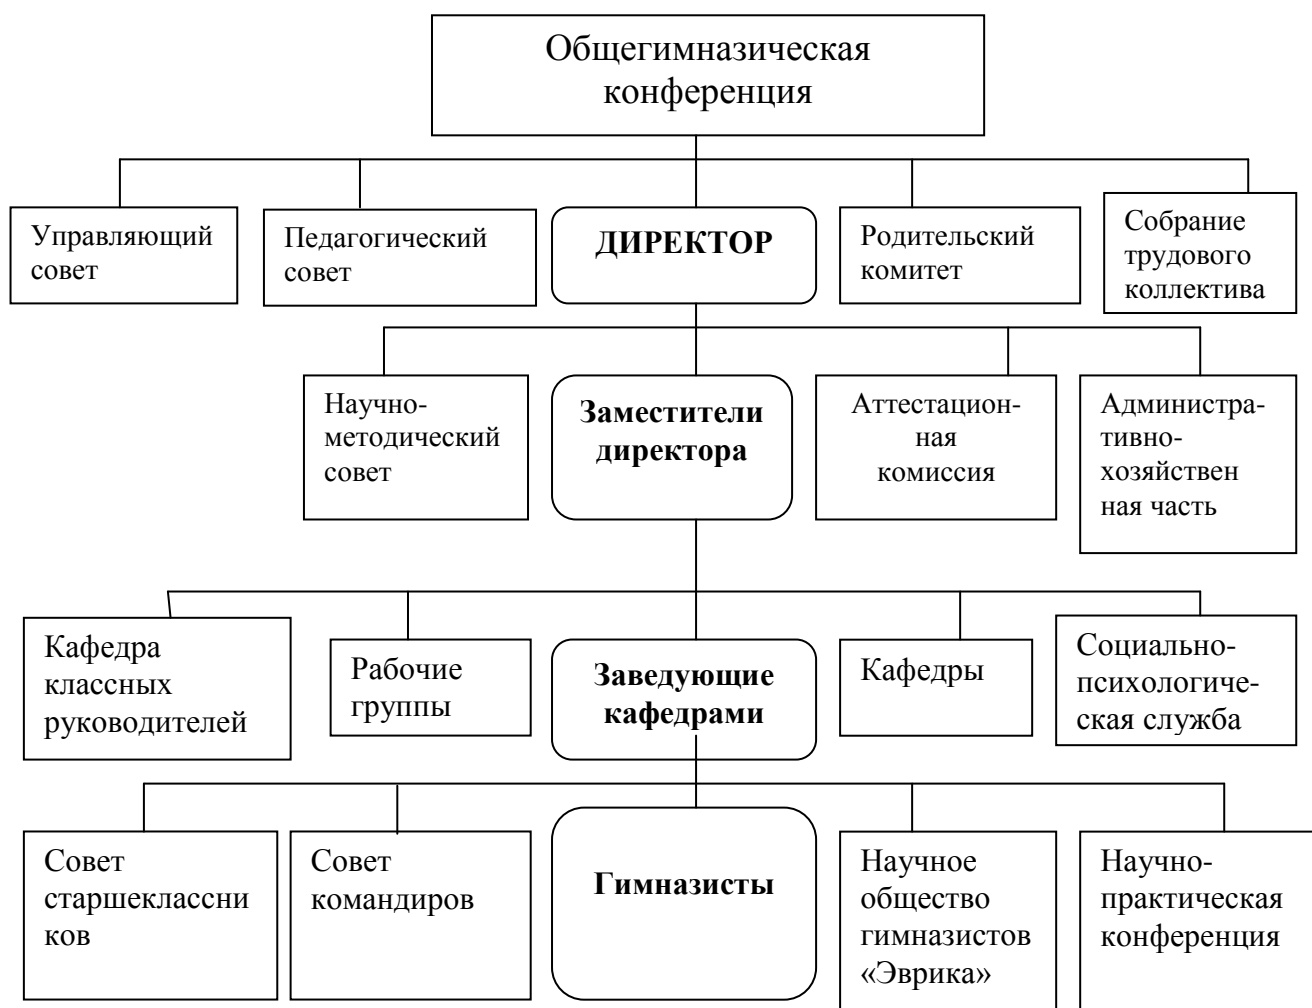 Общегимназическая
конференция
Управляющий
совет
Педагогический
совет
ДИРЕКТОР
Родительский
комитет
Собрание
трудового
коллектива
Научно-
методический
совет
Заместители
директора
Аттестацион-
ная
комиссия
Администра-
тивно-
хозяйствен
ная часть
Кафедра
классных
руководителей
Рабочие
группы
Заведующие
кафедрами
Кафедры
Социально-
психологиче-
ская служба
Совет
старшеклассни
ков
Совет
командиров
Гимназисты
Научное
общество
гимназистов
«Эврика»
Научно-
практическая
конференция